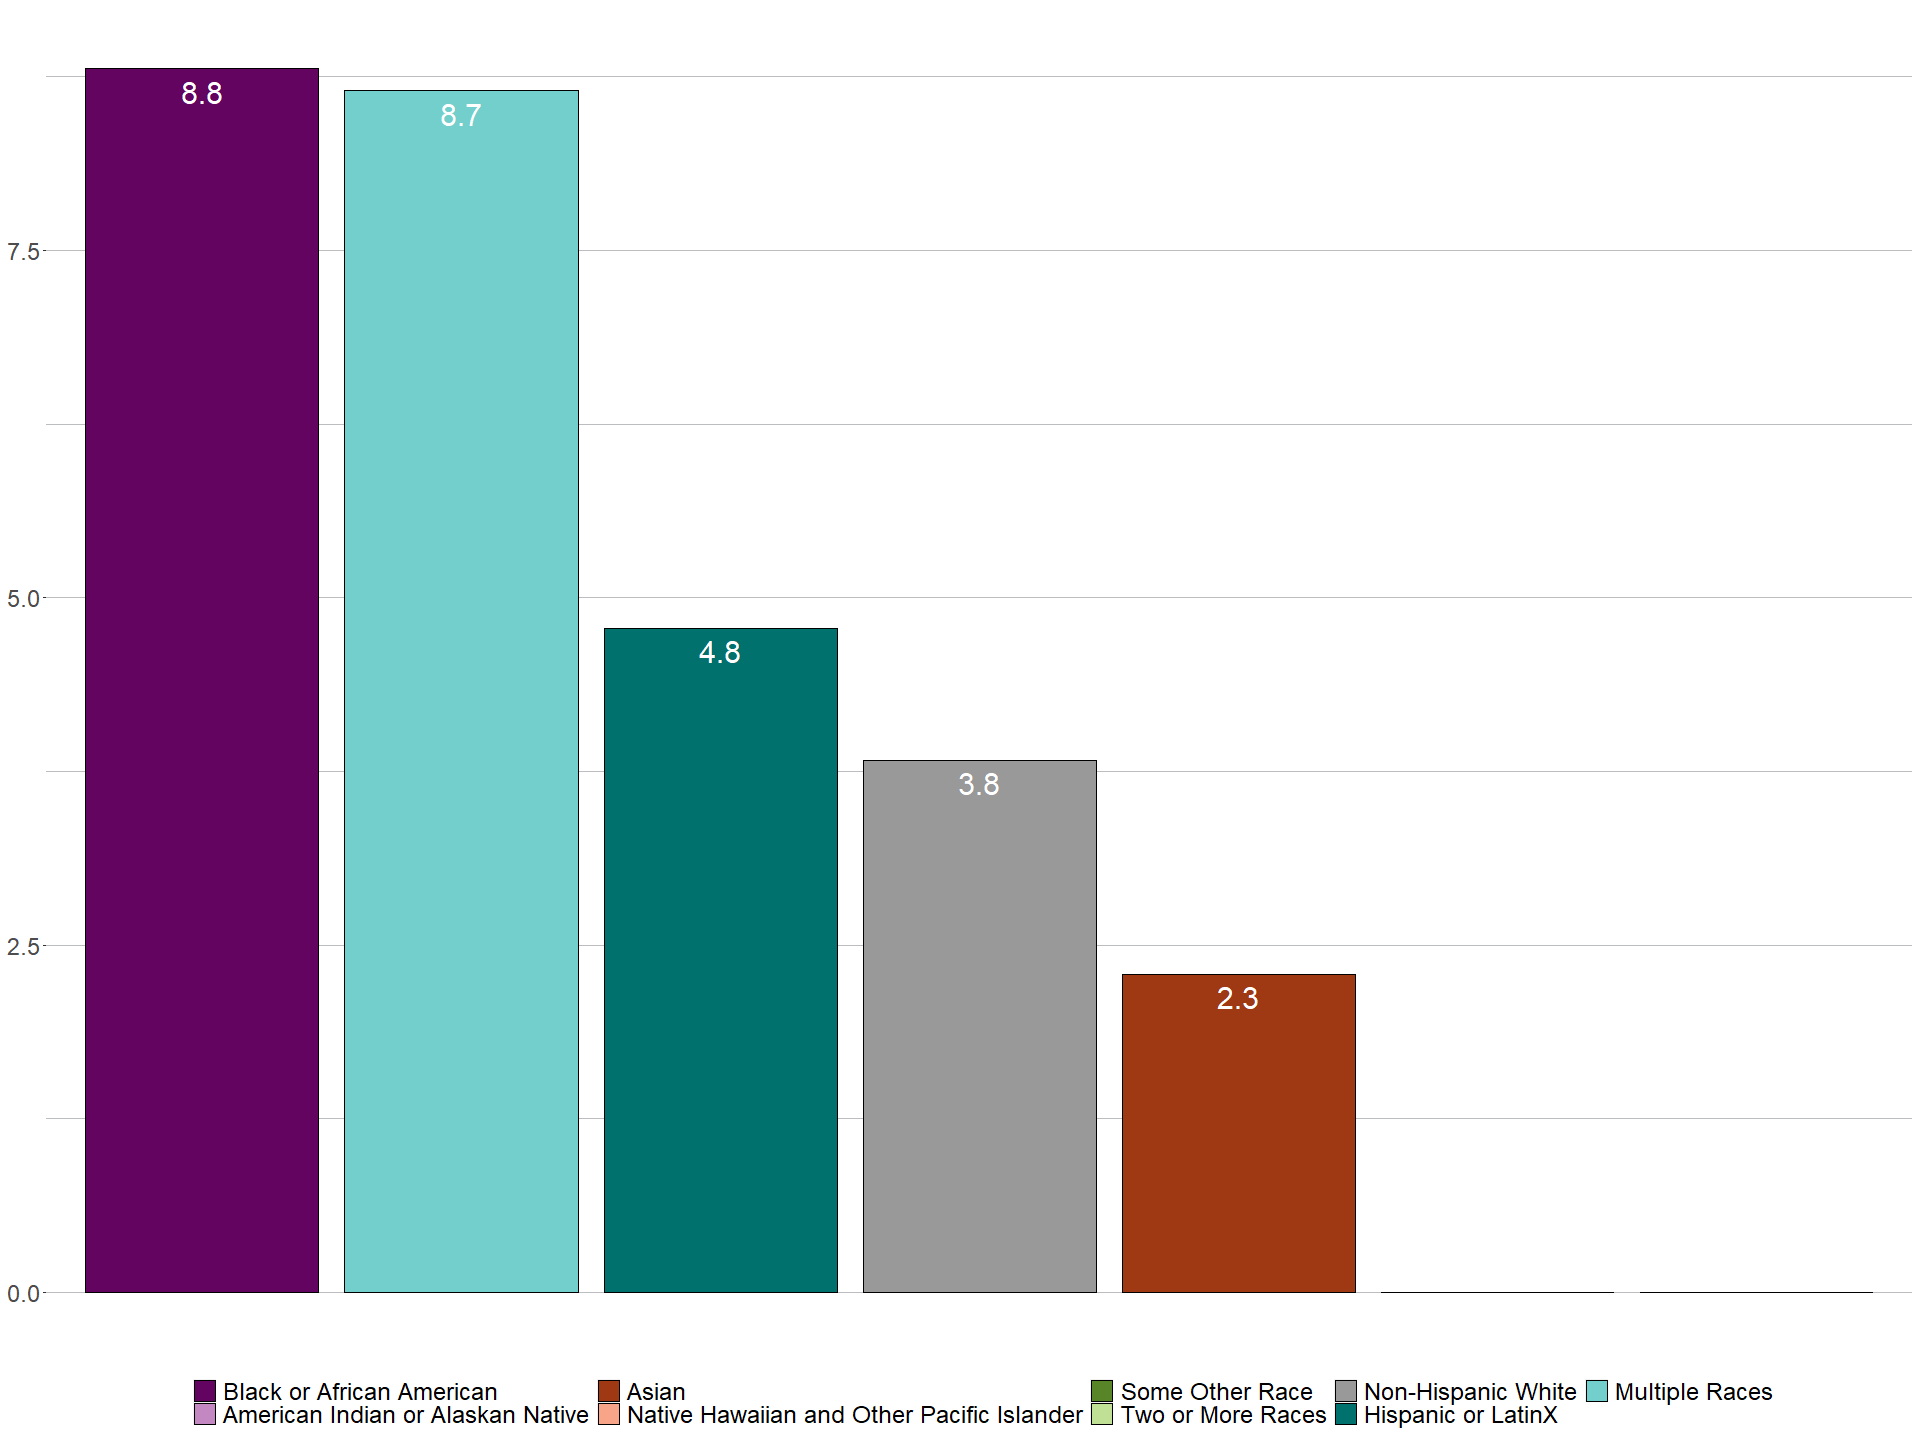 8.8
8.7
7.5
5.0
4.8
3.8
2.5
2.3
0.0
Black or African American
Asian
Some Other Race
Non-Hispanic White
Multiple Races
American Indian or Alaskan Native
Native Hawaiian and Other Pacific Islander
Two or More Races
Hispanic or LatinX